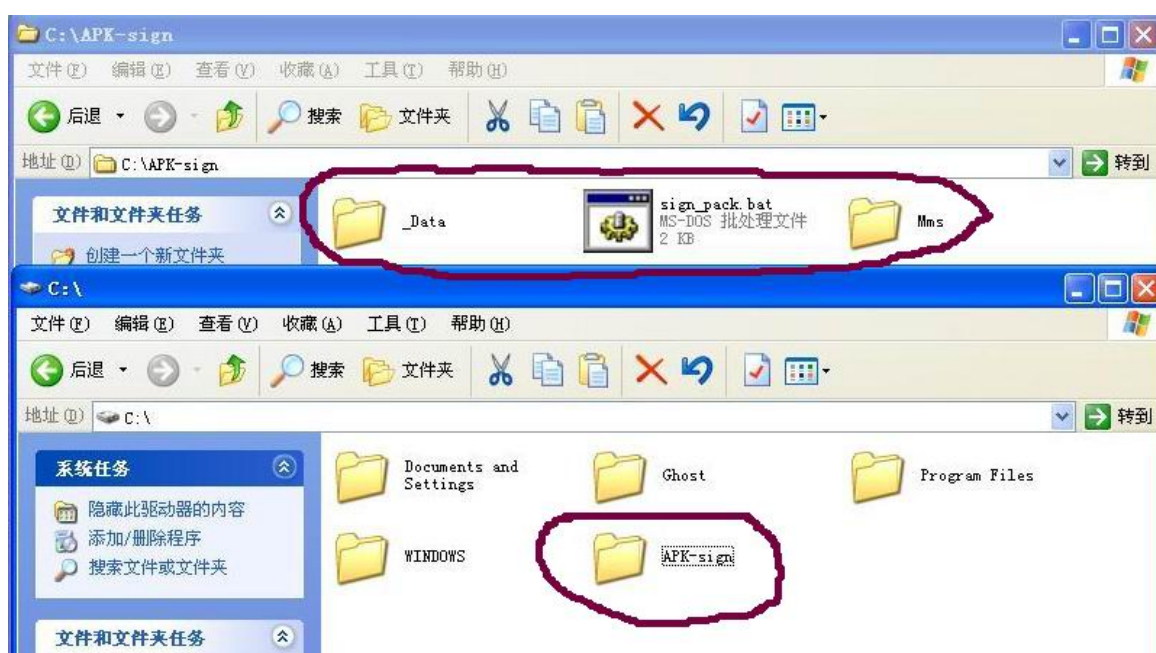 C:\APK-sign
文件(F) 编辑(E) 查看(V) 收藏(A) 工具(T) 帮助(H)
后退 搜索 文件夹
地址(D) C:\APK-sign 转到
文件和文件夹任务
创建一个新文件夹
_Data
sign_pack.bat
MS-DOS 批处理文件
2 KB
Mms
C:\
文件(F) 编辑(E) 查看(V) 收藏(A) 工具(T) 帮助(H)
后退 搜索 文件夹
地址(D) C:\ 转到
系统任务
隐藏此驱动器的内容
添加/删除程序
搜索文件或文件夹
文件和文件夹任务
Documents and
Settings
Ghost
Program Files
WINDOWS
APK-sign